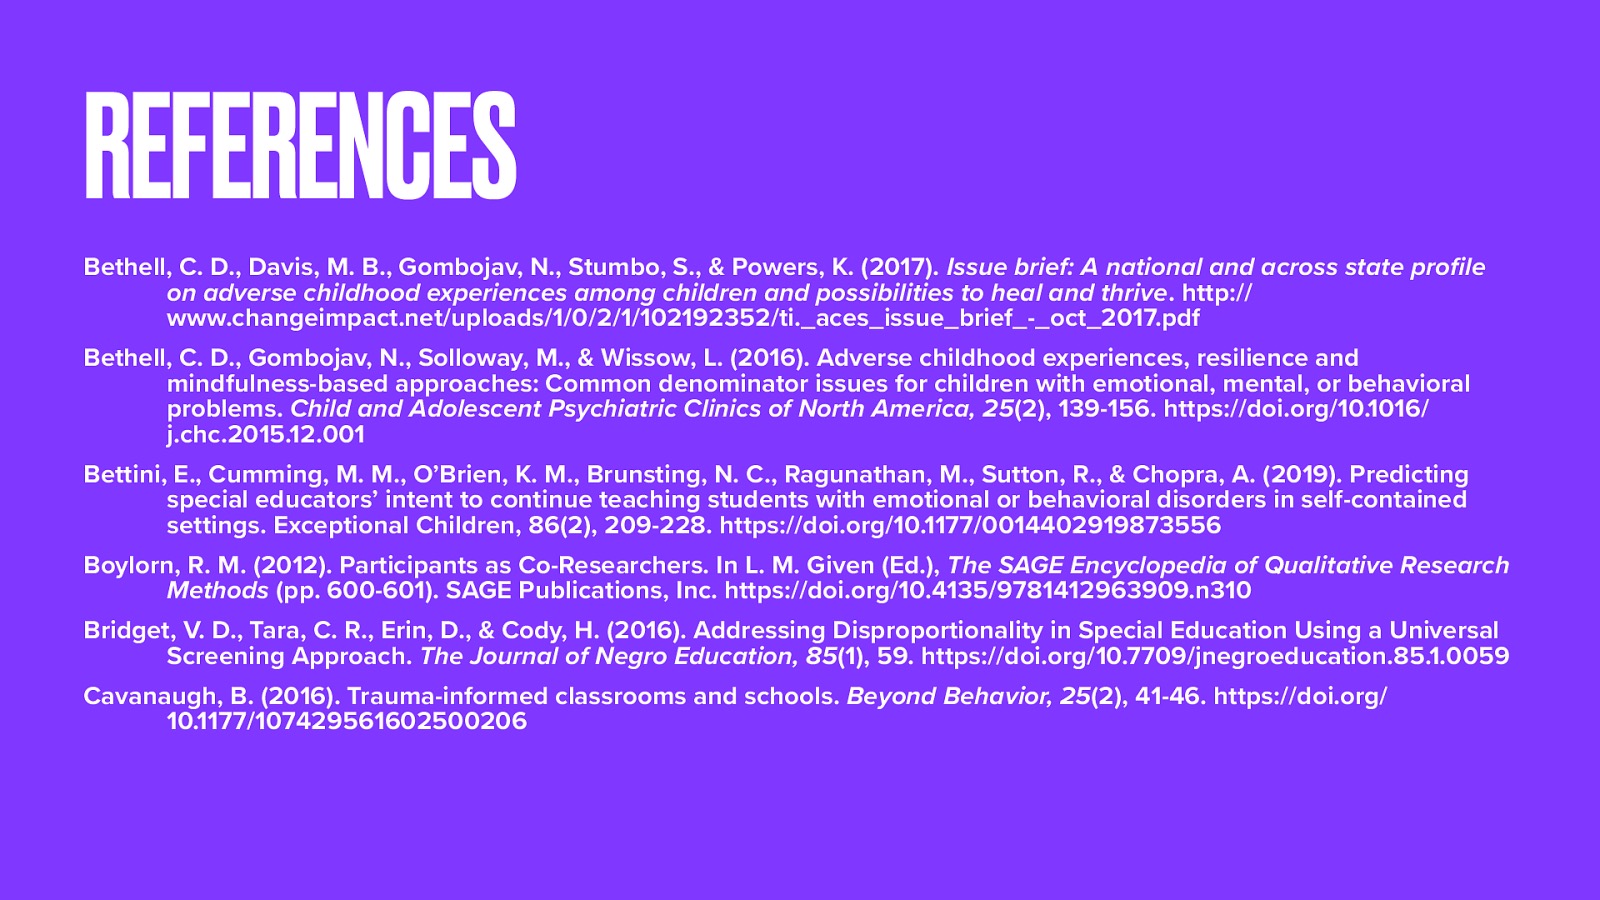 REFERENCES
Bethell, C. D., Davis, M. B., Gombojav, N., Stumbo, S., & Powers, K. (2017). Issue brief: A national and across state profile
on adverse childhood experiences among children and possibilities to heal and thrive. http://
www.changeimpact.net/uploads/1/0/2/1/102192352/ti._aces_issue_brief_-_oct_2017.pdf
Bethell, C. D., Gombojav, N., Solloway, M., & Wissow, L. (2016). Adverse childhood experiences, resilience and
mindfulness-based approaches: Common denominator issues for children with emotional, mental, or behavioral
problems. Child and Adolescent Psychiatric Clinics of North America, 25(2), 139-156. https://doi.org/10.1016/
j.chc.2015.12.001
Bettini, E., Cumming, M. M., O’Brien, K. M., Brunsting, N. C., Ragunathan, M., Sutton, R., & Chopra, A. (2019). Predicting
special educators’ intent to continue teaching students with emotional or behavioral disorders in self-contained
settings. Exceptional Children, 86(2), 209-228. https://doi.org/10.1177/0014402919873556
Boylorn, R. M. (2012). Participants as Co-Researchers. In L. M. Given (Ed.), The SAGE Encyclopedia of Qualitative Research
Methods (pp. 600-601). SAGE Publications, Inc. https://doi.org/10.4135/9781412963909.n310
Bridget, V. D., Tara, C. R., Erin, D., & Cody, H. (2016). Addressing Disproportionality in Special Education Using a Universal
Screening Approach. The Journal of Negro Education, 85(1), 59. https://doi.org/10.7709/jnegroeducation.85.1.0059
Cavanaugh, B. (2016). Trauma-informed classrooms and schools. Beyond Behavior, 25(2), 41-46. https://doi.org/
10.1177/107429561602500206